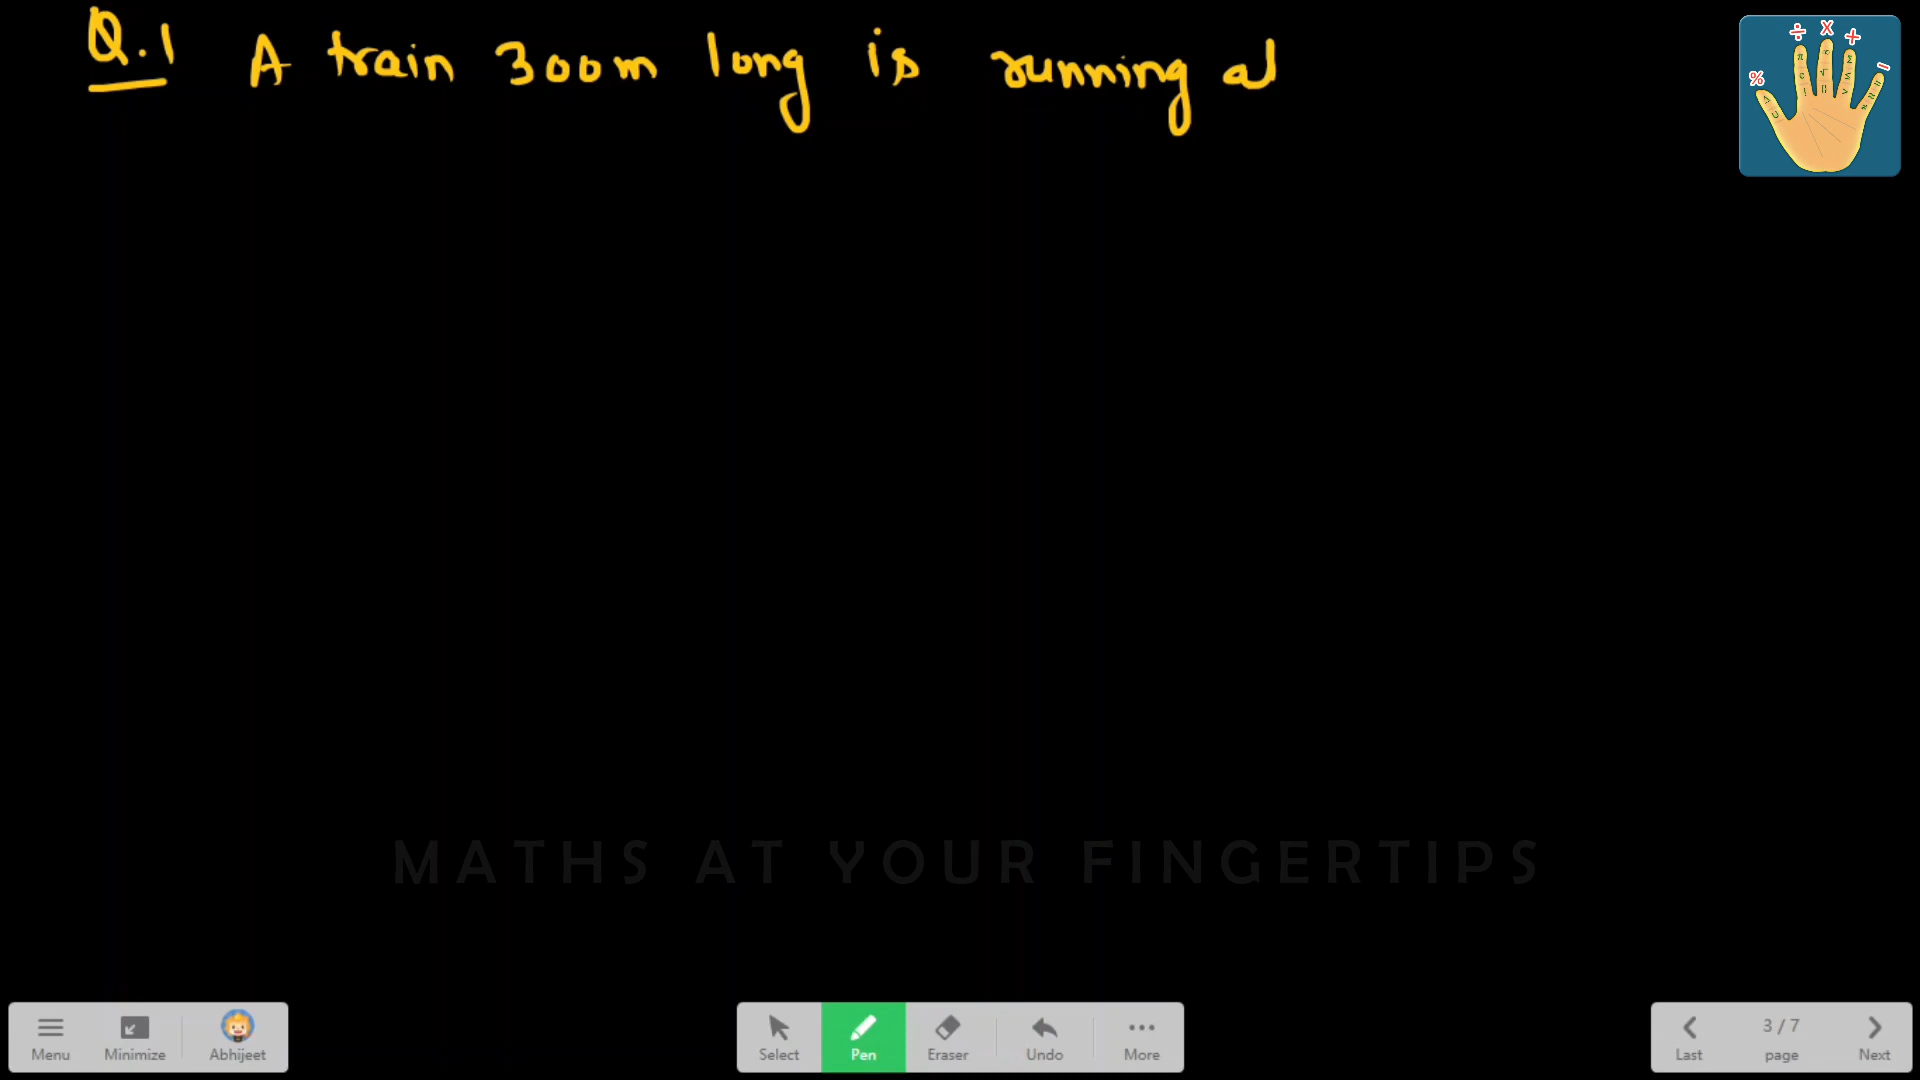 Q.1 A train 300m long is running at
% ÷ x + -
MATHS AT YOUR FINGERTIPS
Menu Minimize Abhijeet Select Pen Eraser Undo More Last 3 / 7 page Next